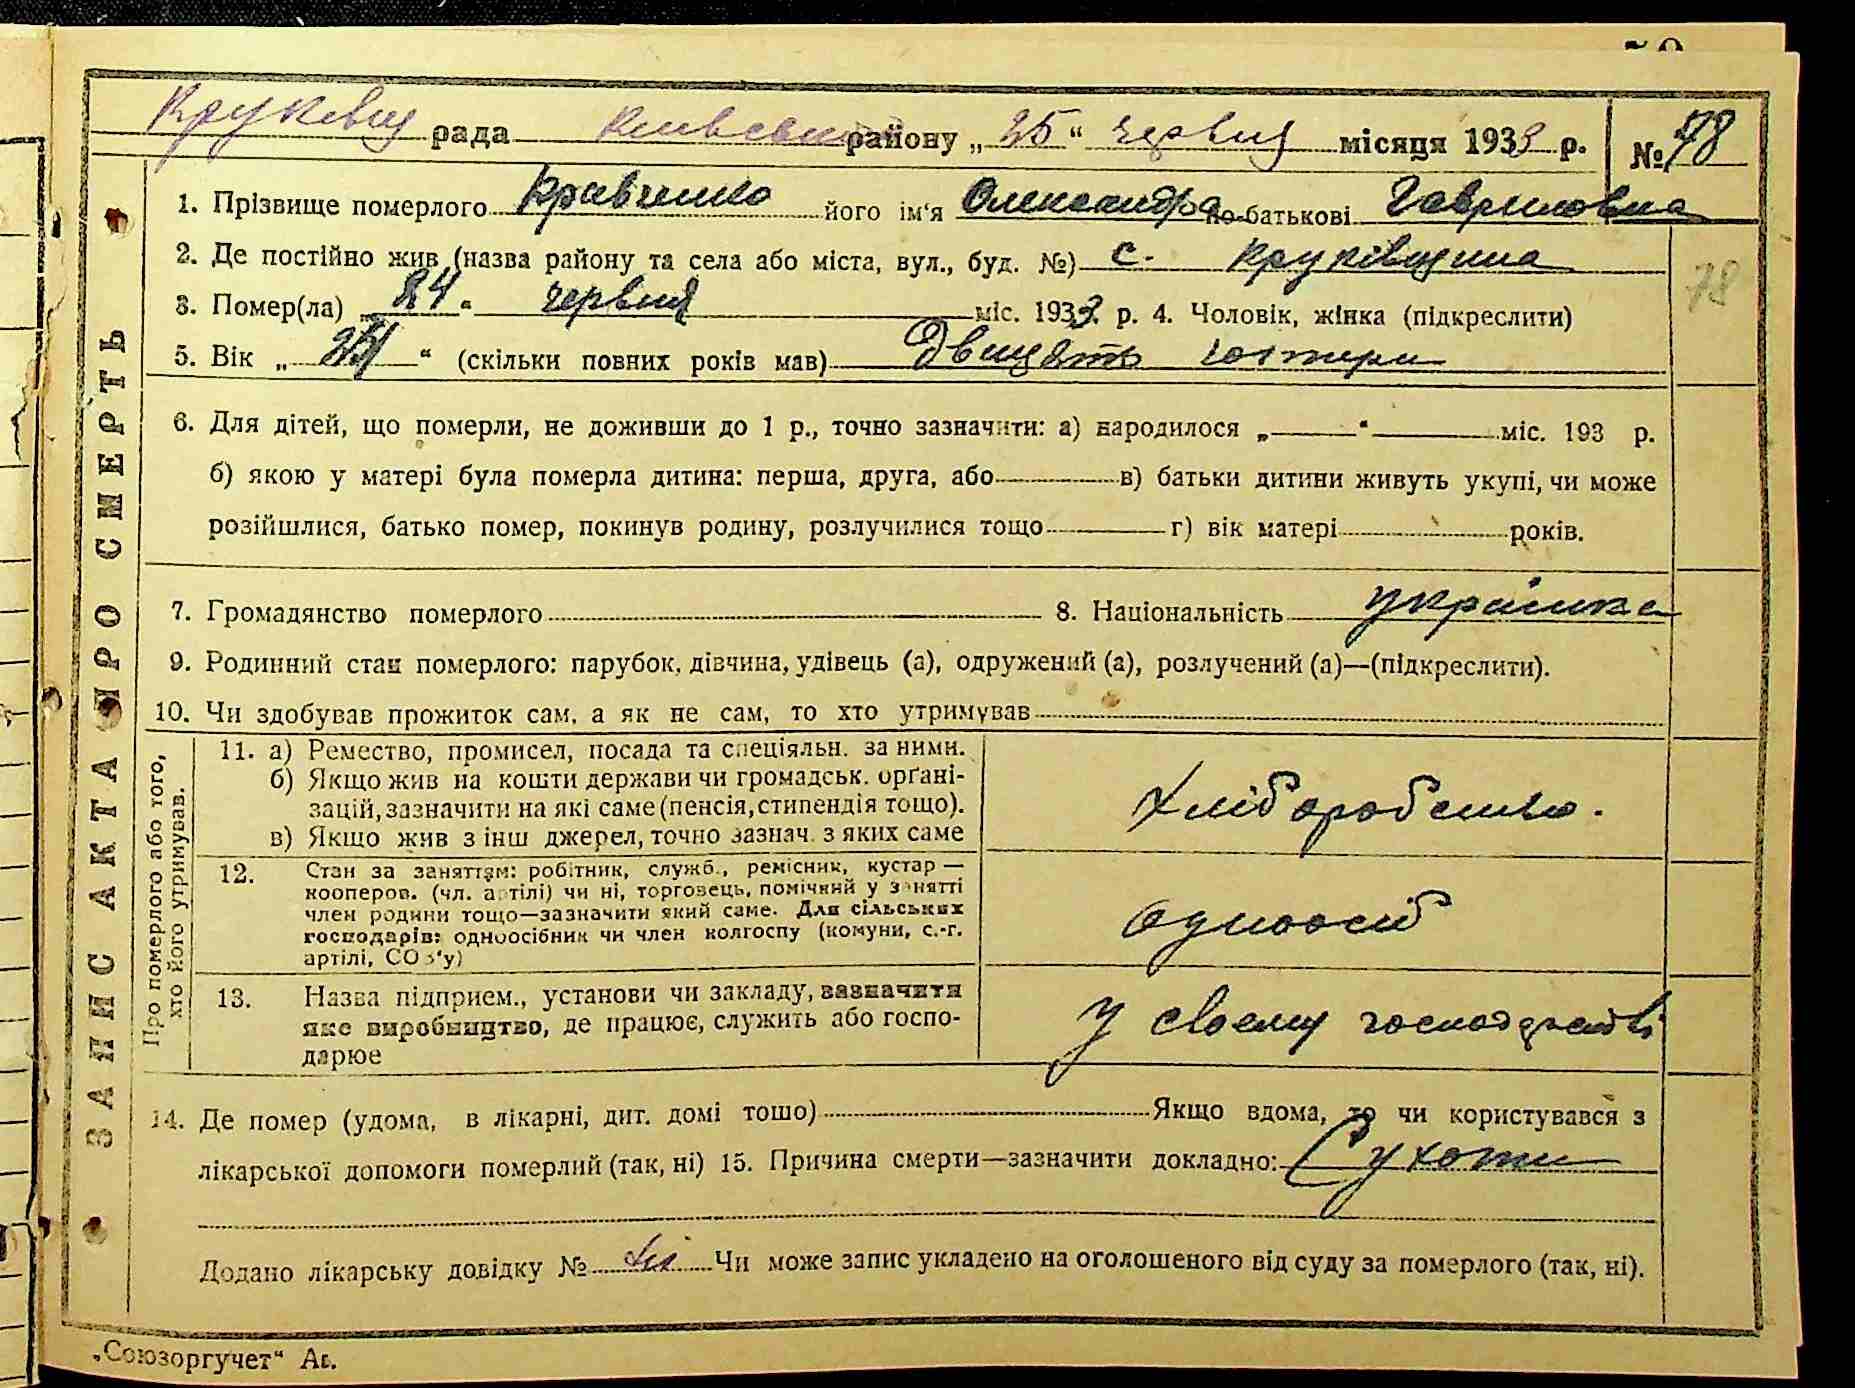 рада району „25“ червня місяця 1933 р. № 78
1. Прізвище померлого Кравченко його ім'я Олександра по-батькові Гавриловна
2. Де постійно жив (назва району та села або міста, вул., буд. №) с. Круківщина
78
3. Помер(ла) „24“ червня міс. 1933 р. 4. Чоловік, жінка (підкреслити)
5. Вік „24“ (скільки повних років мав) Двацять чотири
6. Для дітей, що померли, не доживши до 1 р., точно зазначити: а) народилося „ “ міс. 193 р.
б) якою у матері була померла дитина: перша, друга, або в) батьки дитини живуть укупі, чи може
розійшлися, батько помер, покинув родину, розлучилися тощо г) вік матері років.
7. Громадянство померлого 8. Національність українка
9. Родинний стан померлого: парубок, дівчина, удівець (а), одружений (а), розлучений (а)—(підкреслити).
10. Чи здобував прожиток сам, а як не сам, то хто утримував
ЗАПИС АКТА ПРО СМЕРТЬ
Про померлого або того,
хто його утримував.
11. а) Ремество, промисел, посада та спеціяльн. за ними.
б) Якщо жив на кошти держави чи громадськ. орґані-
зацій, зазначити на які саме (пенсія, стипендія тощо).
в) Якщо жив з інш джерел, точно зазнач. з яких саме
Хліборобство.
12. Стан за заняттям: робітник, служб., ремісник, кустар —
кооперов. (чл. артілі) чи ні, торговець, помічний у занятті
член родини тощо—зазначити який саме. Для сільських
господарів: одноосібник чи член колгоспу (комуни, с.-г.
артілі, СОЗ'у)
одноосіб
13. Назва підприєм., установи чи закладу, зазначити
яке виробництво, де працює, служить або госпо-
дарює
у своему господрстві
14. Де помер (удома, в лікарні, дит. домі тощо) Якщо вдома, то чи користувався з
лікарської допомоги померлий (так, ні) 15. Причина смерти—зазначити докладно: Сухоти
Додано лікарську довідку № Чи може запис укладено на оголошеного від суду за померлого (так, ні).
„Союзоргучет“ Аг.